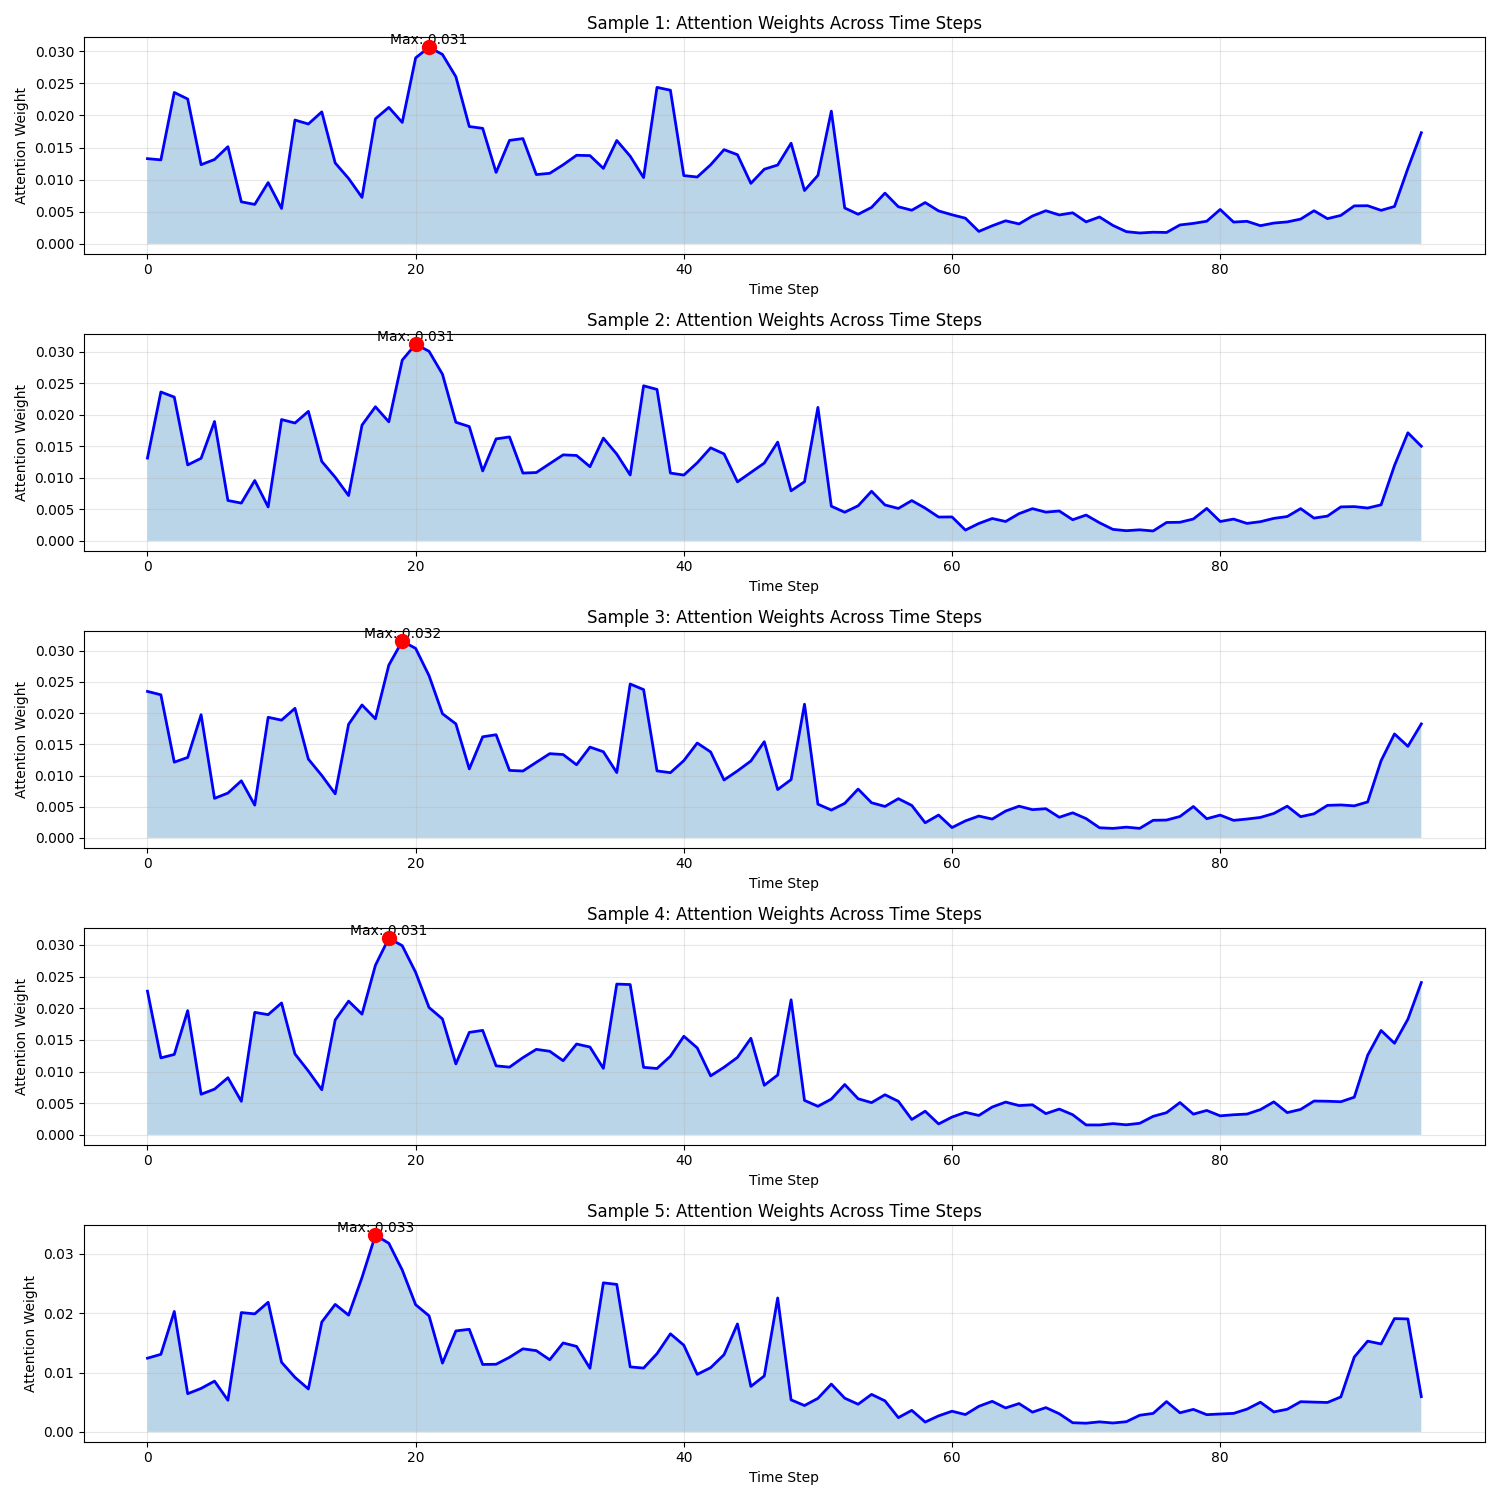 Sample 1: Attention Weights Across Time Steps
Max: 0.031
Attention Weight
0.030
0.025
0.020
0.015
0.010
0.005
0.000
0 20 40 60 80
Time Step
Sample 2: Attention Weights Across Time Steps
Max: 0.031
Attention Weight
0.030
0.025
0.020
0.015
0.010
0.005
0.000
0 20 40 60 80
Time Step
Sample 3: Attention Weights Across Time Steps
Max: 0.032
Attention Weight
0.030
0.025
0.020
0.015
0.010
0.005
0.000
0 20 40 60 80
Time Step
Sample 4: Attention Weights Across Time Steps
Max: 0.031
Attention Weight
0.030
0.025
0.020
0.015
0.010
0.005
0.000
0 20 40 60 80
Time Step
Sample 5: Attention Weights Across Time Steps
Max: 0.033
Attention Weight
0.03
0.02
0.01
0.00
0 20 40 60 80
Time Step